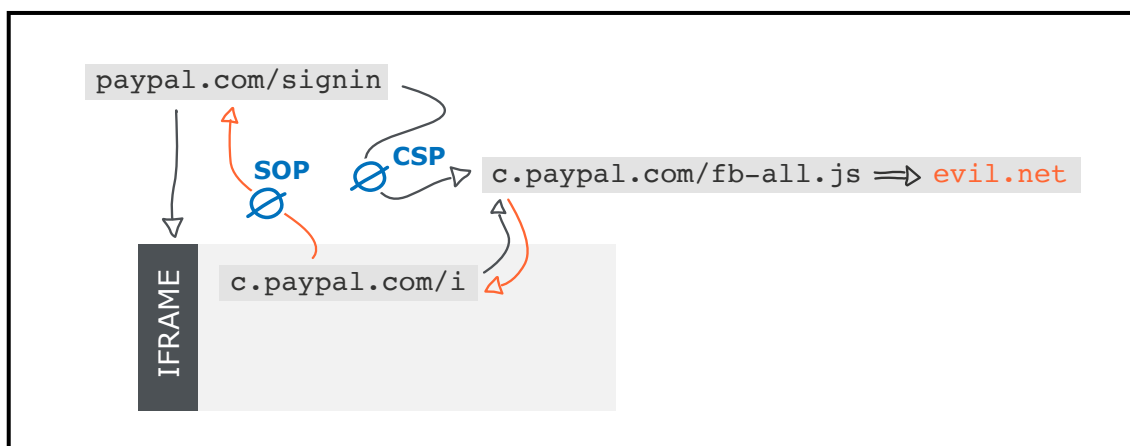 paypal.com/signin
SOP
CSP
c.paypal.com/fb-all.js ⟹ evil.net
IFRAME
c.paypal.com/i